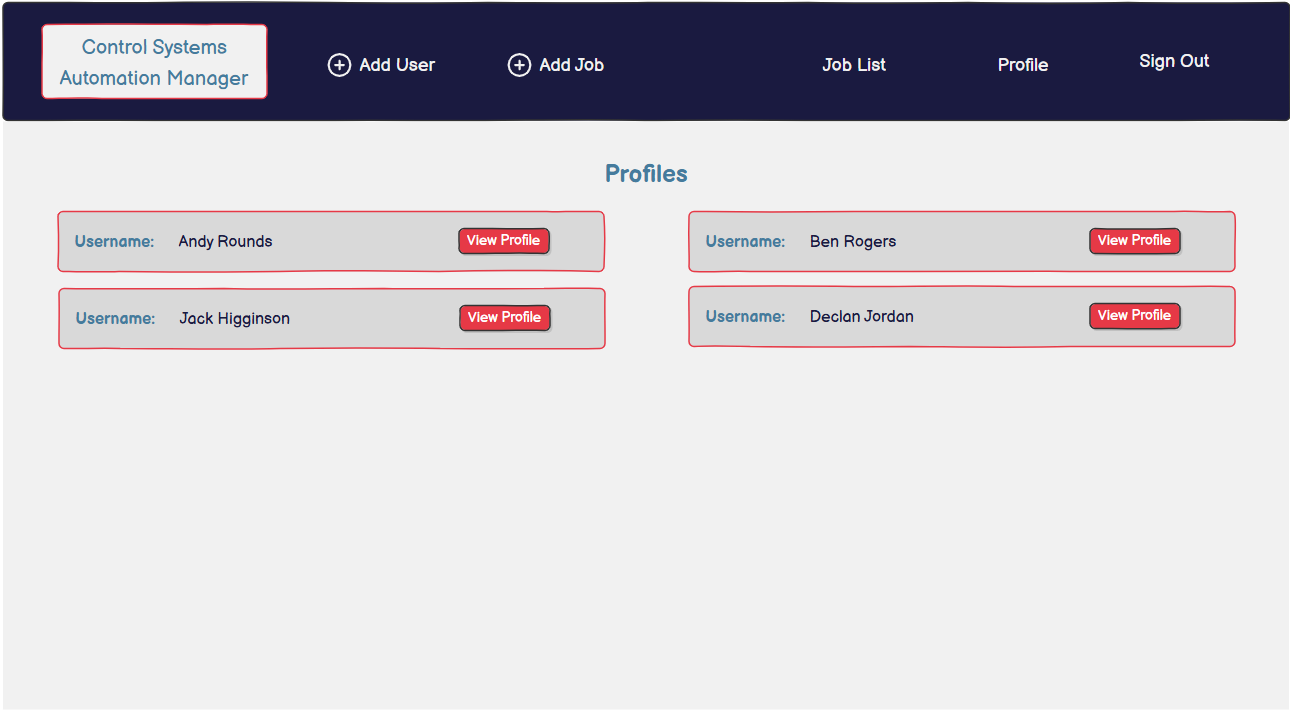 Control Systems
Automation Manager
Add User
Add Job
Job List
Profile
Sign Out
Profiles
Username: Andy Rounds View Profile
Username: Ben Rogers View Profile
Username: Jack Higginson View Profile
Username: Declan Jordan View Profile